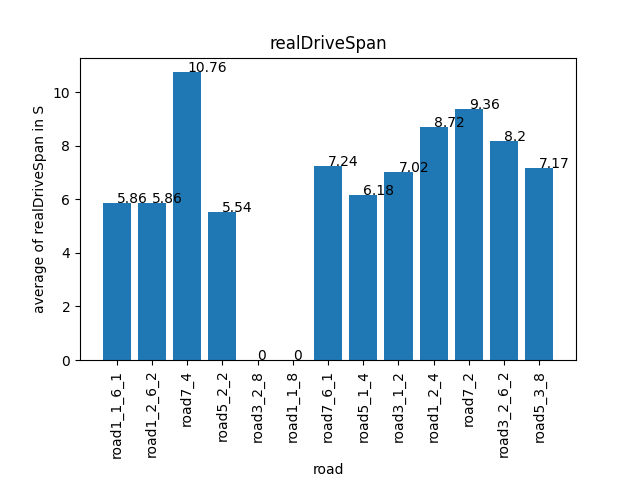 realDriveSpan
average of realDriveSpan in S
10
8
6
4
2
0
5.86
5.86
10.76
5.54
0
0
7.24
6.18
7.02
8.72
9.36
8.2
7.17
road1_1_6_1
road1_2_6_2
road7_4
road5_2_2
road3_2_8
road1_1_8
road7_6_1
road5_1_4
road3_1_2
road1_2_4
road7_2
road3_2_6_2
road5_3_8
road